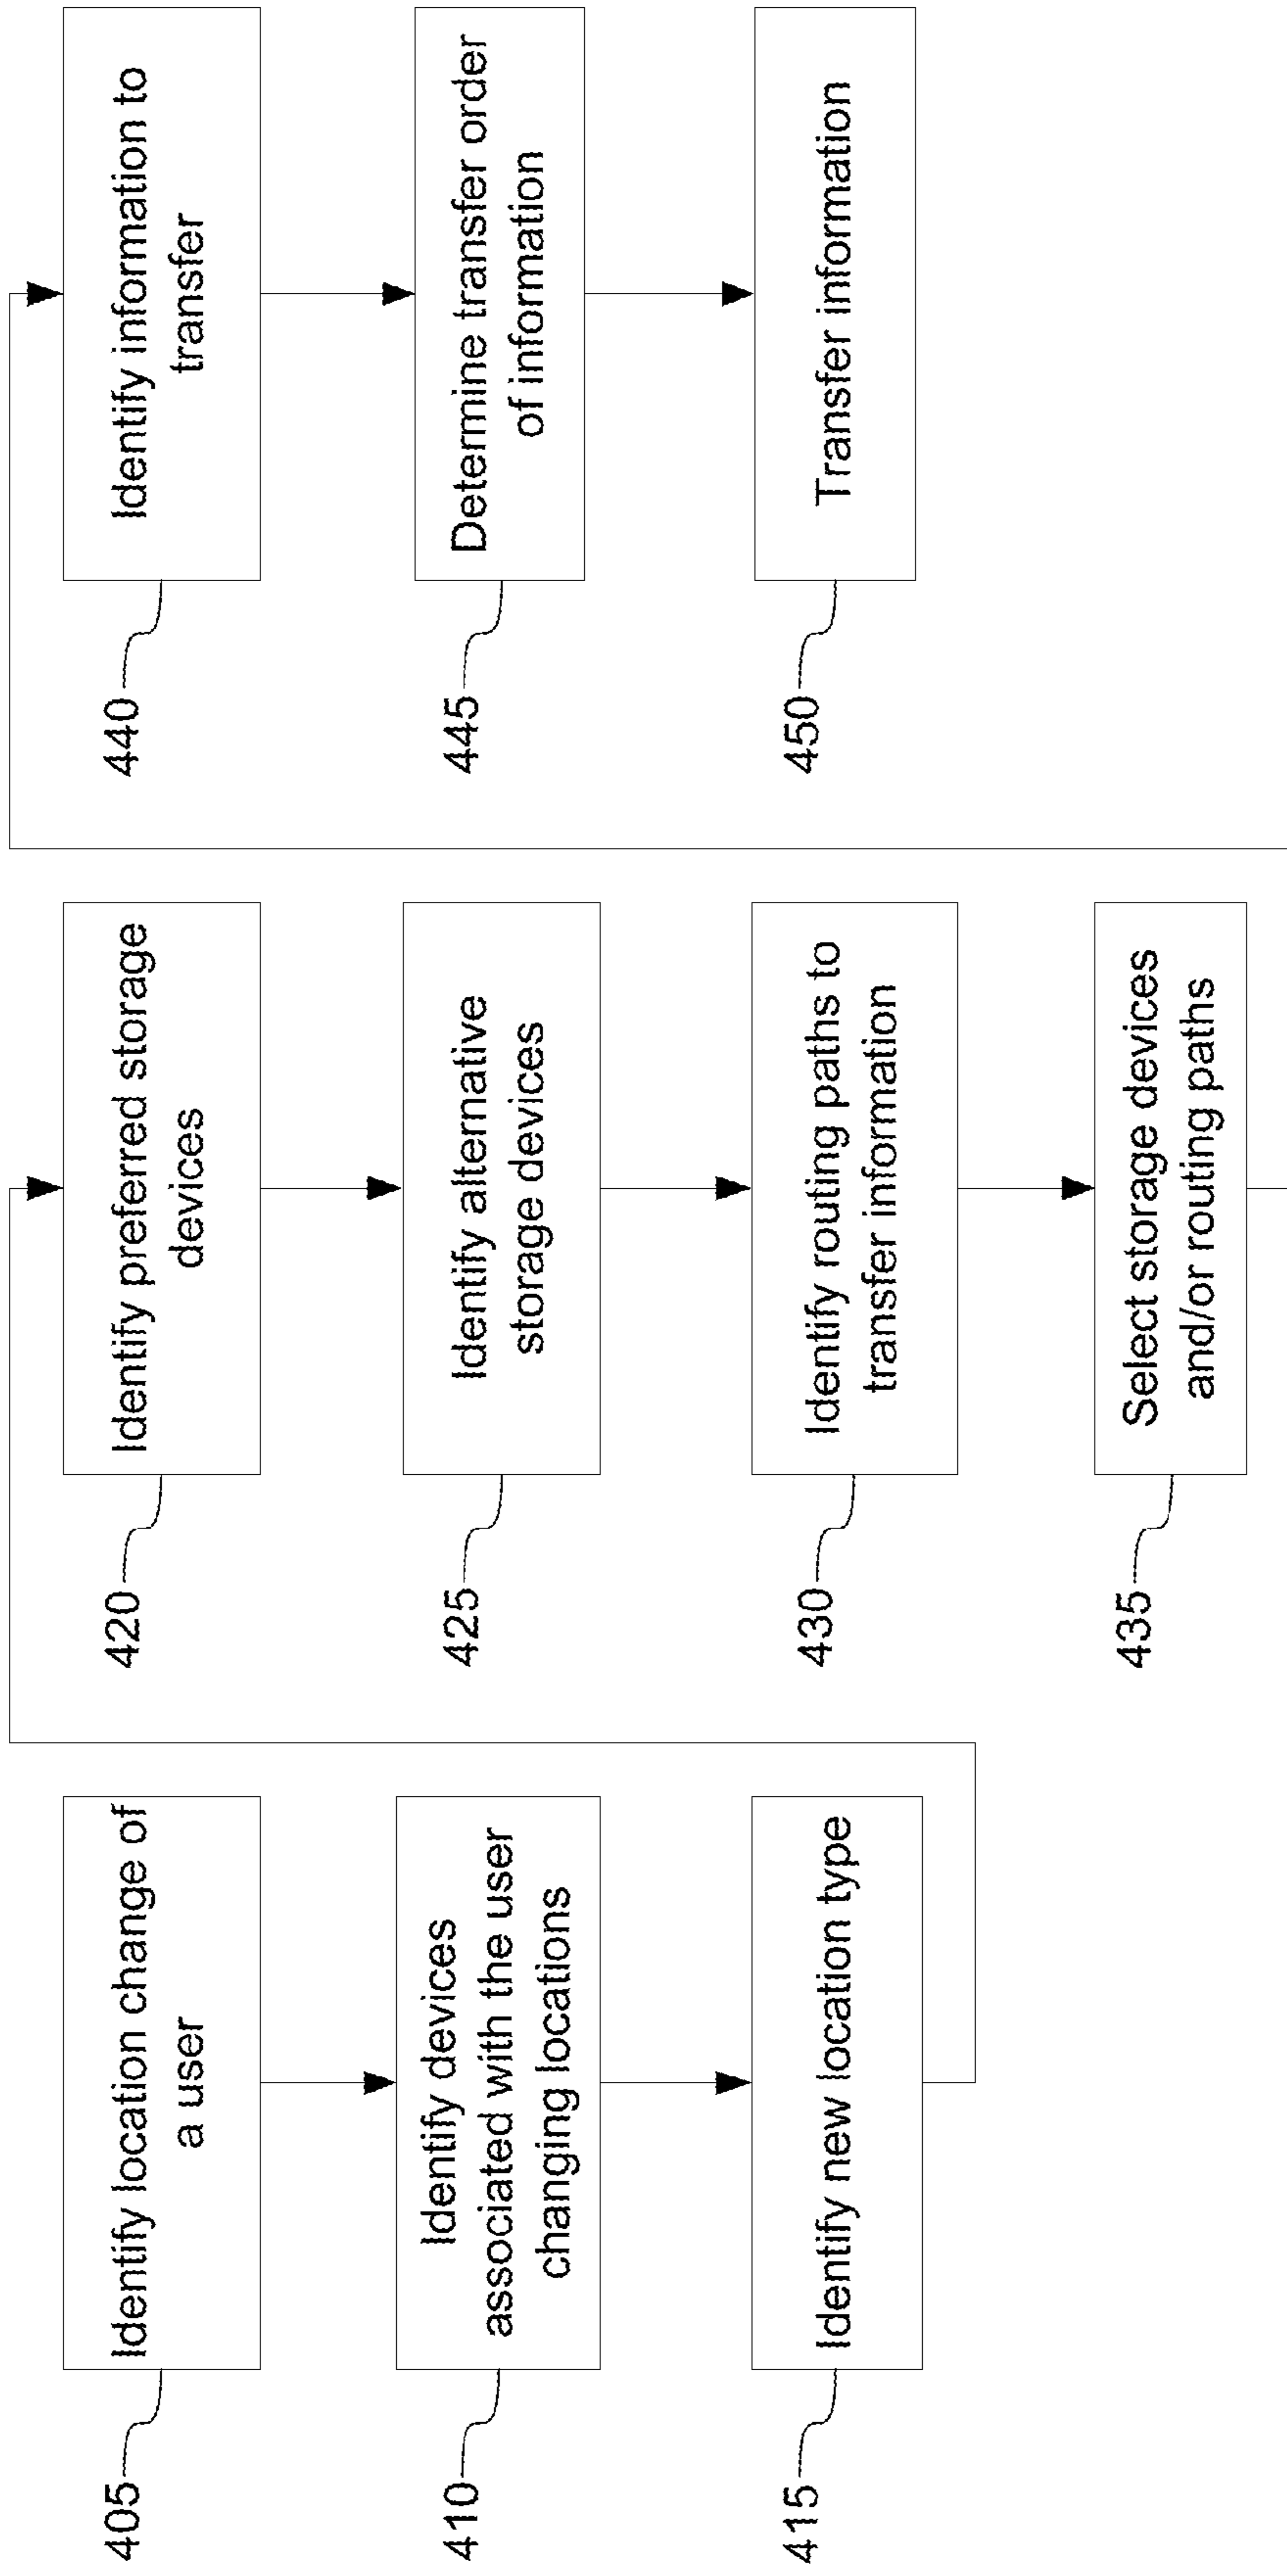 405
Identify location change of
a user
410
Identify devices
associated with the user
changing locations
415
Identify new location type
420
Identify preferred storage
devices
425
Identify alternative
storage devices
430
Identify routing paths to
transfer information
435
Select storage devices
and/or routing paths
440
Identify information to
transfer
445
Determine transfer order
of information
450
Transfer information